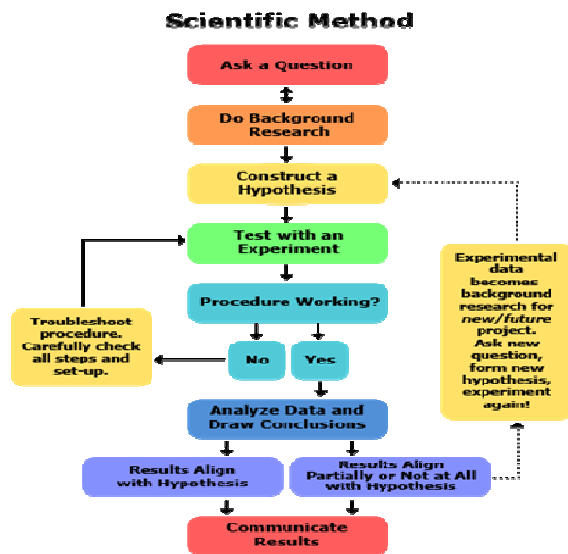 Scientific Method
Ask a Question
Do Background
Research
Construct a
Hypothesis
Test with an
Experiment
Procedure Working?
No
Yes
Troubleshoot
procedure.
Carefully check
all steps and
set-up.
Experimental
data
becomes
background
research for
new/future
project.
Ask new
question,
form new
hypothesis,
experiment
again!
Analyze Data and
Draw Conclusions
Results Align
with Hypothesis
Results Align
Partially or Not at All
with Hypothesis
Communicate
Results